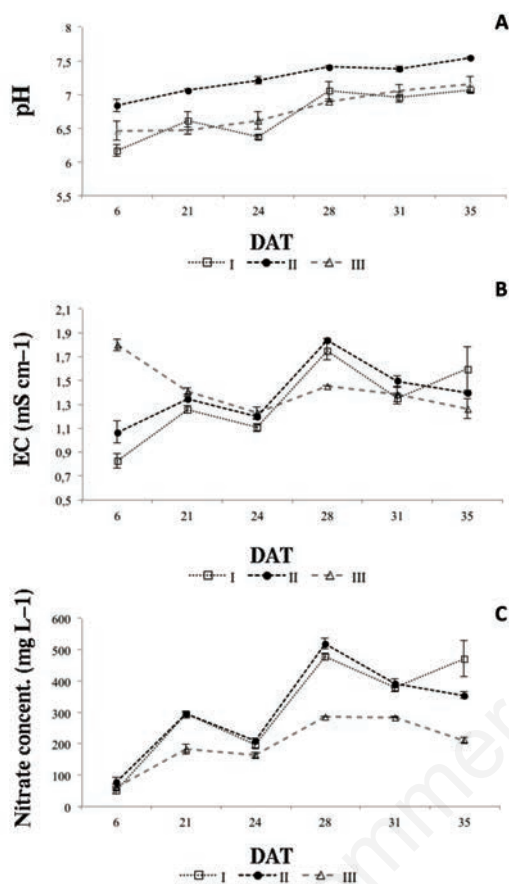 A
pH
8
7,5
7
6,5
6
5,5
6 21 24 28 31 35
DAT
I II III
B
EC (mS cm–1)
2,1
1,9
1,7
1,5
1,3
1,1
0,9
0,7
0,5
6 21 24 28 31 35
DAT
I II III
C
Nitrate concent. (mg L–1)
600
500
400
300
200
100
0
6 21 24 28 31 35
DAT
I II III